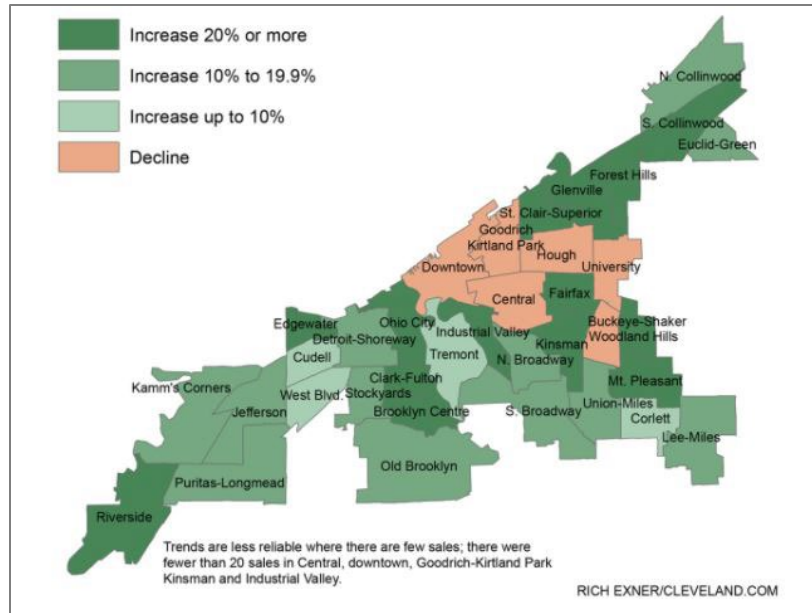 Increase 20% or more
Increase 10% to 19.9%
Increase up to 10%
Decline
N. Collinwood
S. Collinwood
Euclid-Green
Forest Hills
Glenville
St. Clair-Superior
Goodrich
Kirtland Park
Hough
Downtown
University
Central
Fairfax
Edgewater
Ohio City
Industrial Valley
Buckeye-Shaker
Woodland Hills
Detroit-Shoreway
Kinsman
Cudell
Tremont
N. Broadway
Kamm's Corners
Clark-Fulton
Mt. Pleasant
West Blvd.
Stockyards
Jefferson
Brooklyn Centre
S. Broadway
Union-Miles
Corlett
Lee-Miles
Old Brooklyn
Puritas-Longmead
Riverside
Trends are less reliable where there are few sales; there were
fewer than 20 sales in Central, downtown, Goodrich-Kirtland Park
Kinsman and Industrial Valley.
RICH EXNER/CLEVELAND.COM